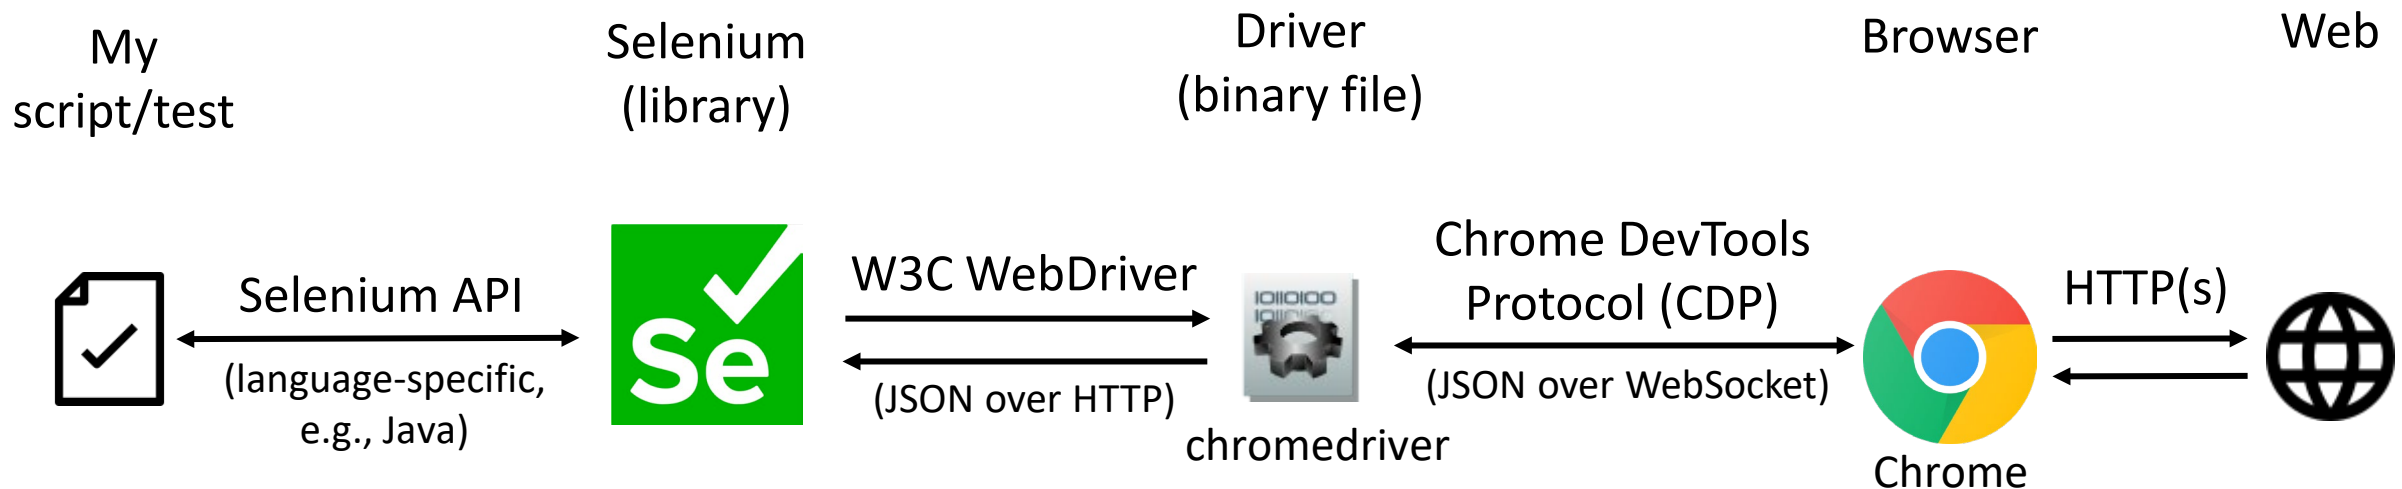 My
script/test
Selenium
(library)
Driver
(binary file)
Browser
Web
Selenium API
(language-specific,
e.g., Java)
Se
W3C WebDriver
(JSON over HTTP)
10110100
chromedriver
Chrome DevTools
Protocol (CDP)
(JSON over WebSocket)
Chrome
HTTP(s)